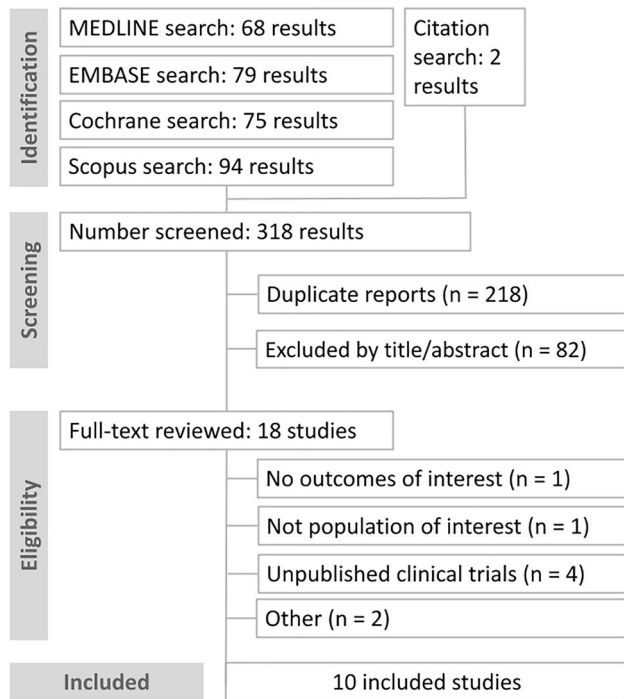 Identification
MEDLINE search: 68 results
EMBASE search: 79 results
Cochrane search: 75 results
Scopus search: 94 results
Citation
search: 2
results
Screening
Number screened: 318 results
Duplicate reports (n = 218)
Excluded by title/abstract (n = 82)
Eligibility
Full-text reviewed: 18 studies
No outcomes of interest (n = 1)
Not population of interest (n = 1)
Unpublished clinical trials (n = 4)
Other (n = 2)
Included
10 included studies